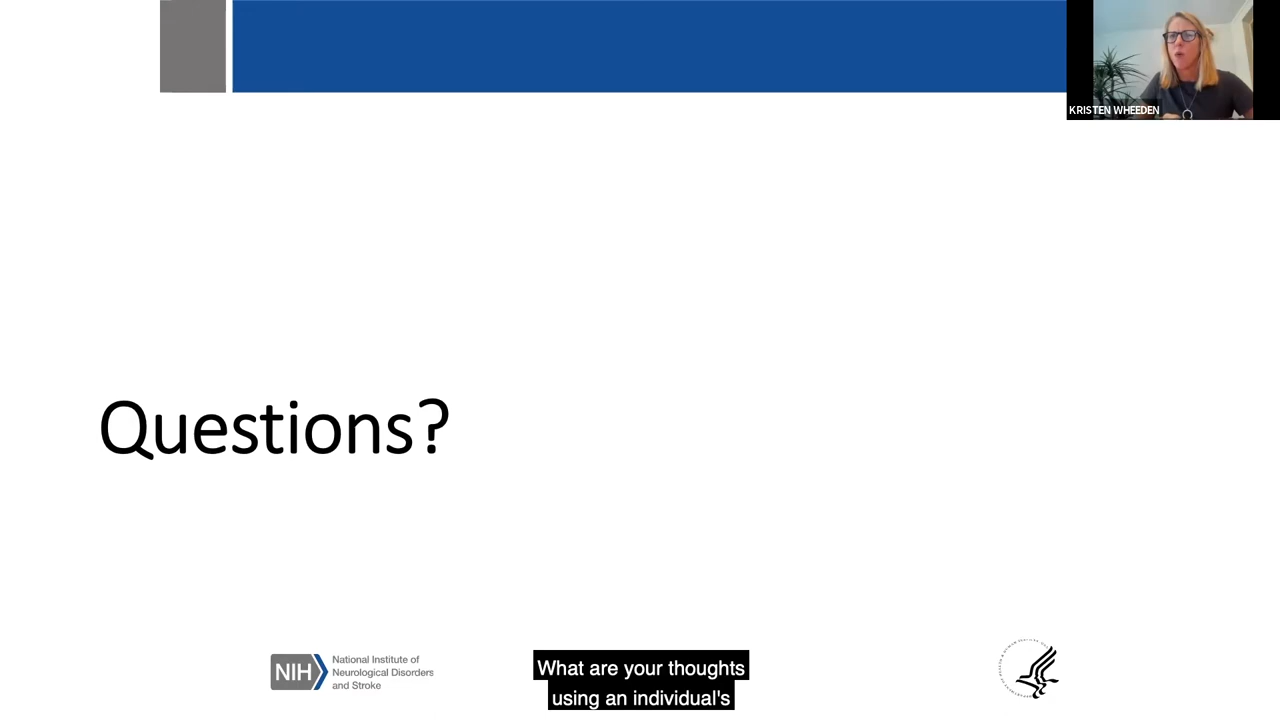 KRISTEN WHEEDEN
Questions?
NIH
National Institute of
Neurological Disorders
and Stroke
What are your thoughts
using an individual's